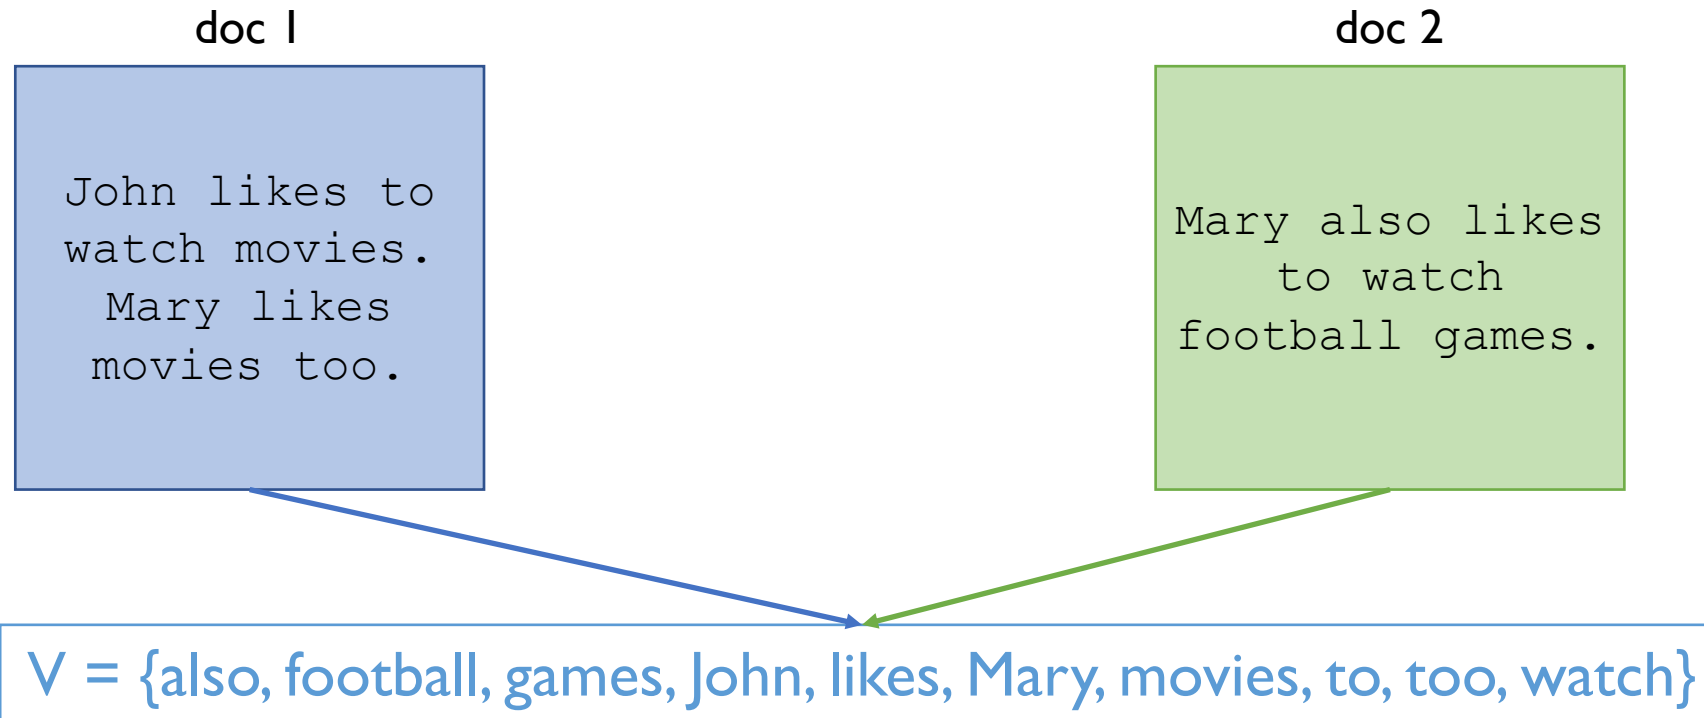 doc 1
John likes to
watch movies.
Mary likes
movies too.
doc 2
Mary also likes
to watch
football games.
V = {also, football, games, John, likes, Mary, movies, to, too, watch}